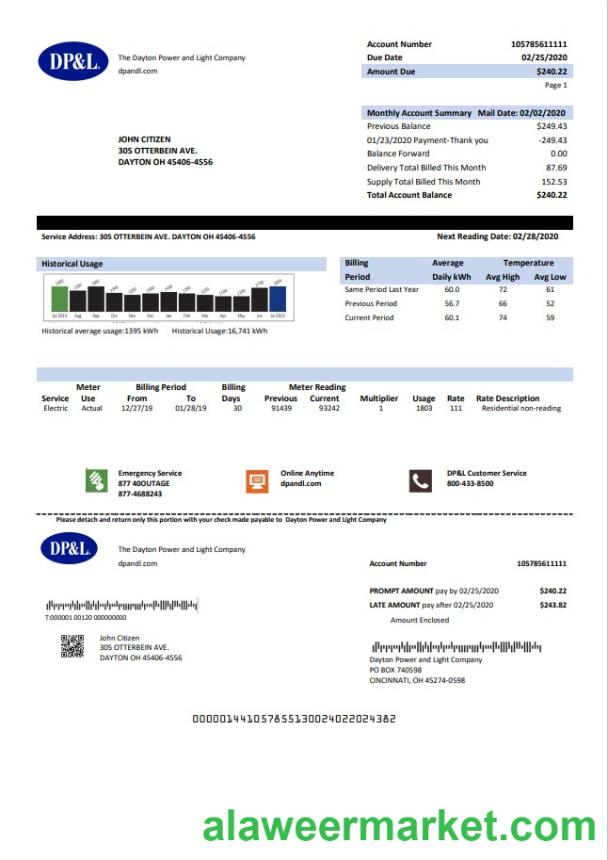 DP&L.
The Dayton Power and Light Company
dpandl.com
Account Number 105785611111
Due Date 02/25/2020
Amount Due $240.22
Page 1
Monthly Account Summary Mail Date: 02/02/2020
Previous Balance $249.43
01/23/2020 Payment-Thank you -249.43
Balance Forward 0.00
Delivery Total Billed This Month 87.69
Supply Total Billed This Month 152.53
Total Account Balance $240.22
JOHN CITIZEN
305 OTTERBEIN AVE.
DAYTON OH 45406-4556
Service Address: 305 OTTERBEIN AVE. DAYTON OH 45406-4556
Next Reading Date: 02/28/2020
Historical Usage
Jul 2014 Aug Sep Oct Nov Dec Jan Feb Mar Apr May Jun Jul 2015
Historical average usage:1395 kWh Historical Usage:16,741 kWh
Billing Average Temperature
Period Daily kWh Avg High Avg Low
Same Period Last Year 60.0 72 61
Previous Period 56.7 66 52
Current Period 60.1 74 59
Meter Billing Period Billing Meter Reading
Service Use From To Days Previous Current Multiplier Usage Rate Rate Description
Electric Actual 12/27/19 01/28/19 30 91439 93242 1 1803 111 Residential non-reading
Emergency Service
877 40OUTAGE
877-4688243
Online Anytime
dpandl.com
DP&L Customer Service
800-433-8500
Please detach and return only this portion with your check made payable to Dayton Power and Light Company
DP&L.
The Dayton Power and Light Company
dpandl.com
Account Number 105785611111
PROMPT AMOUNT pay by 02/25/2020 $240.22
LATE AMOUNT pay after 02/25/2020 $243.82
Amount Enclosed
T:000001 00120 000000000
John Citizen
305 OTTERBEIN AVE.
DAYTON OH 45406-4556
Dayton Power and Light Company
PO BOX 740598
CINCINNATI, OH 45274-0598
000001441057855130024022024382
alaweermarket.com